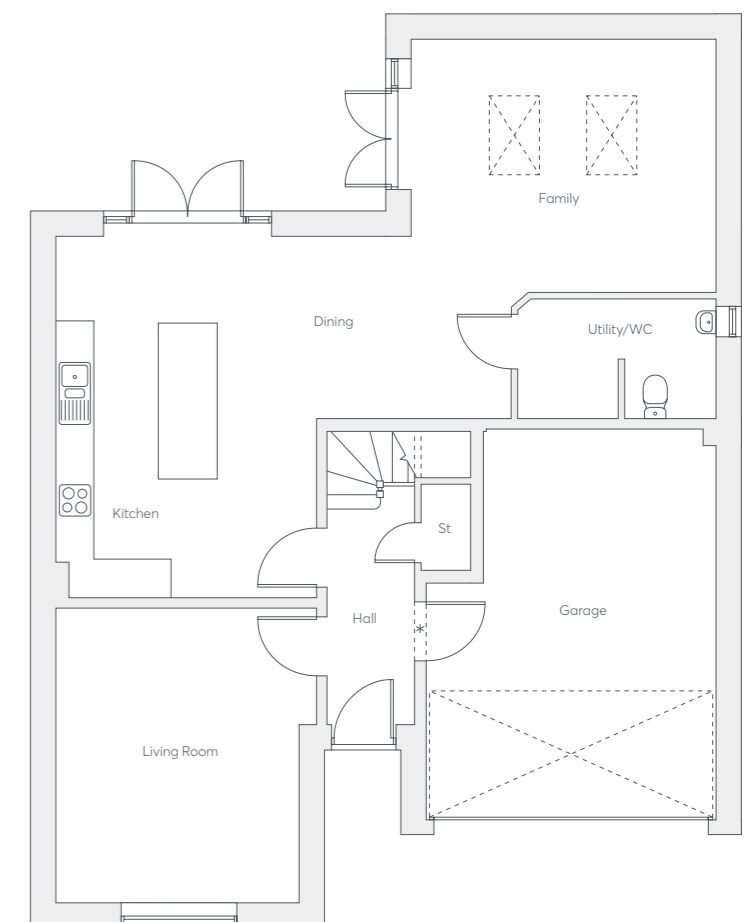 Family
Dining
Utility/WC
Kitchen
St
Hall
*
Garage
Living Room